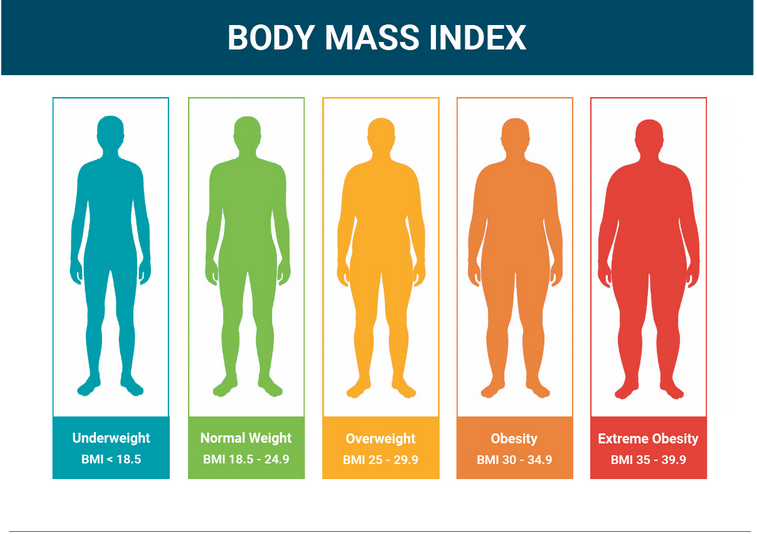 BODY MASS INDEX
Underweight
BMI < 18.5
Normal Weight
BMI 18.5 - 24.9
Overweight
BMI 25 - 29.9
Obesity
BMI 30 - 34.9
Extreme Obesity
BMI 35 - 39.9